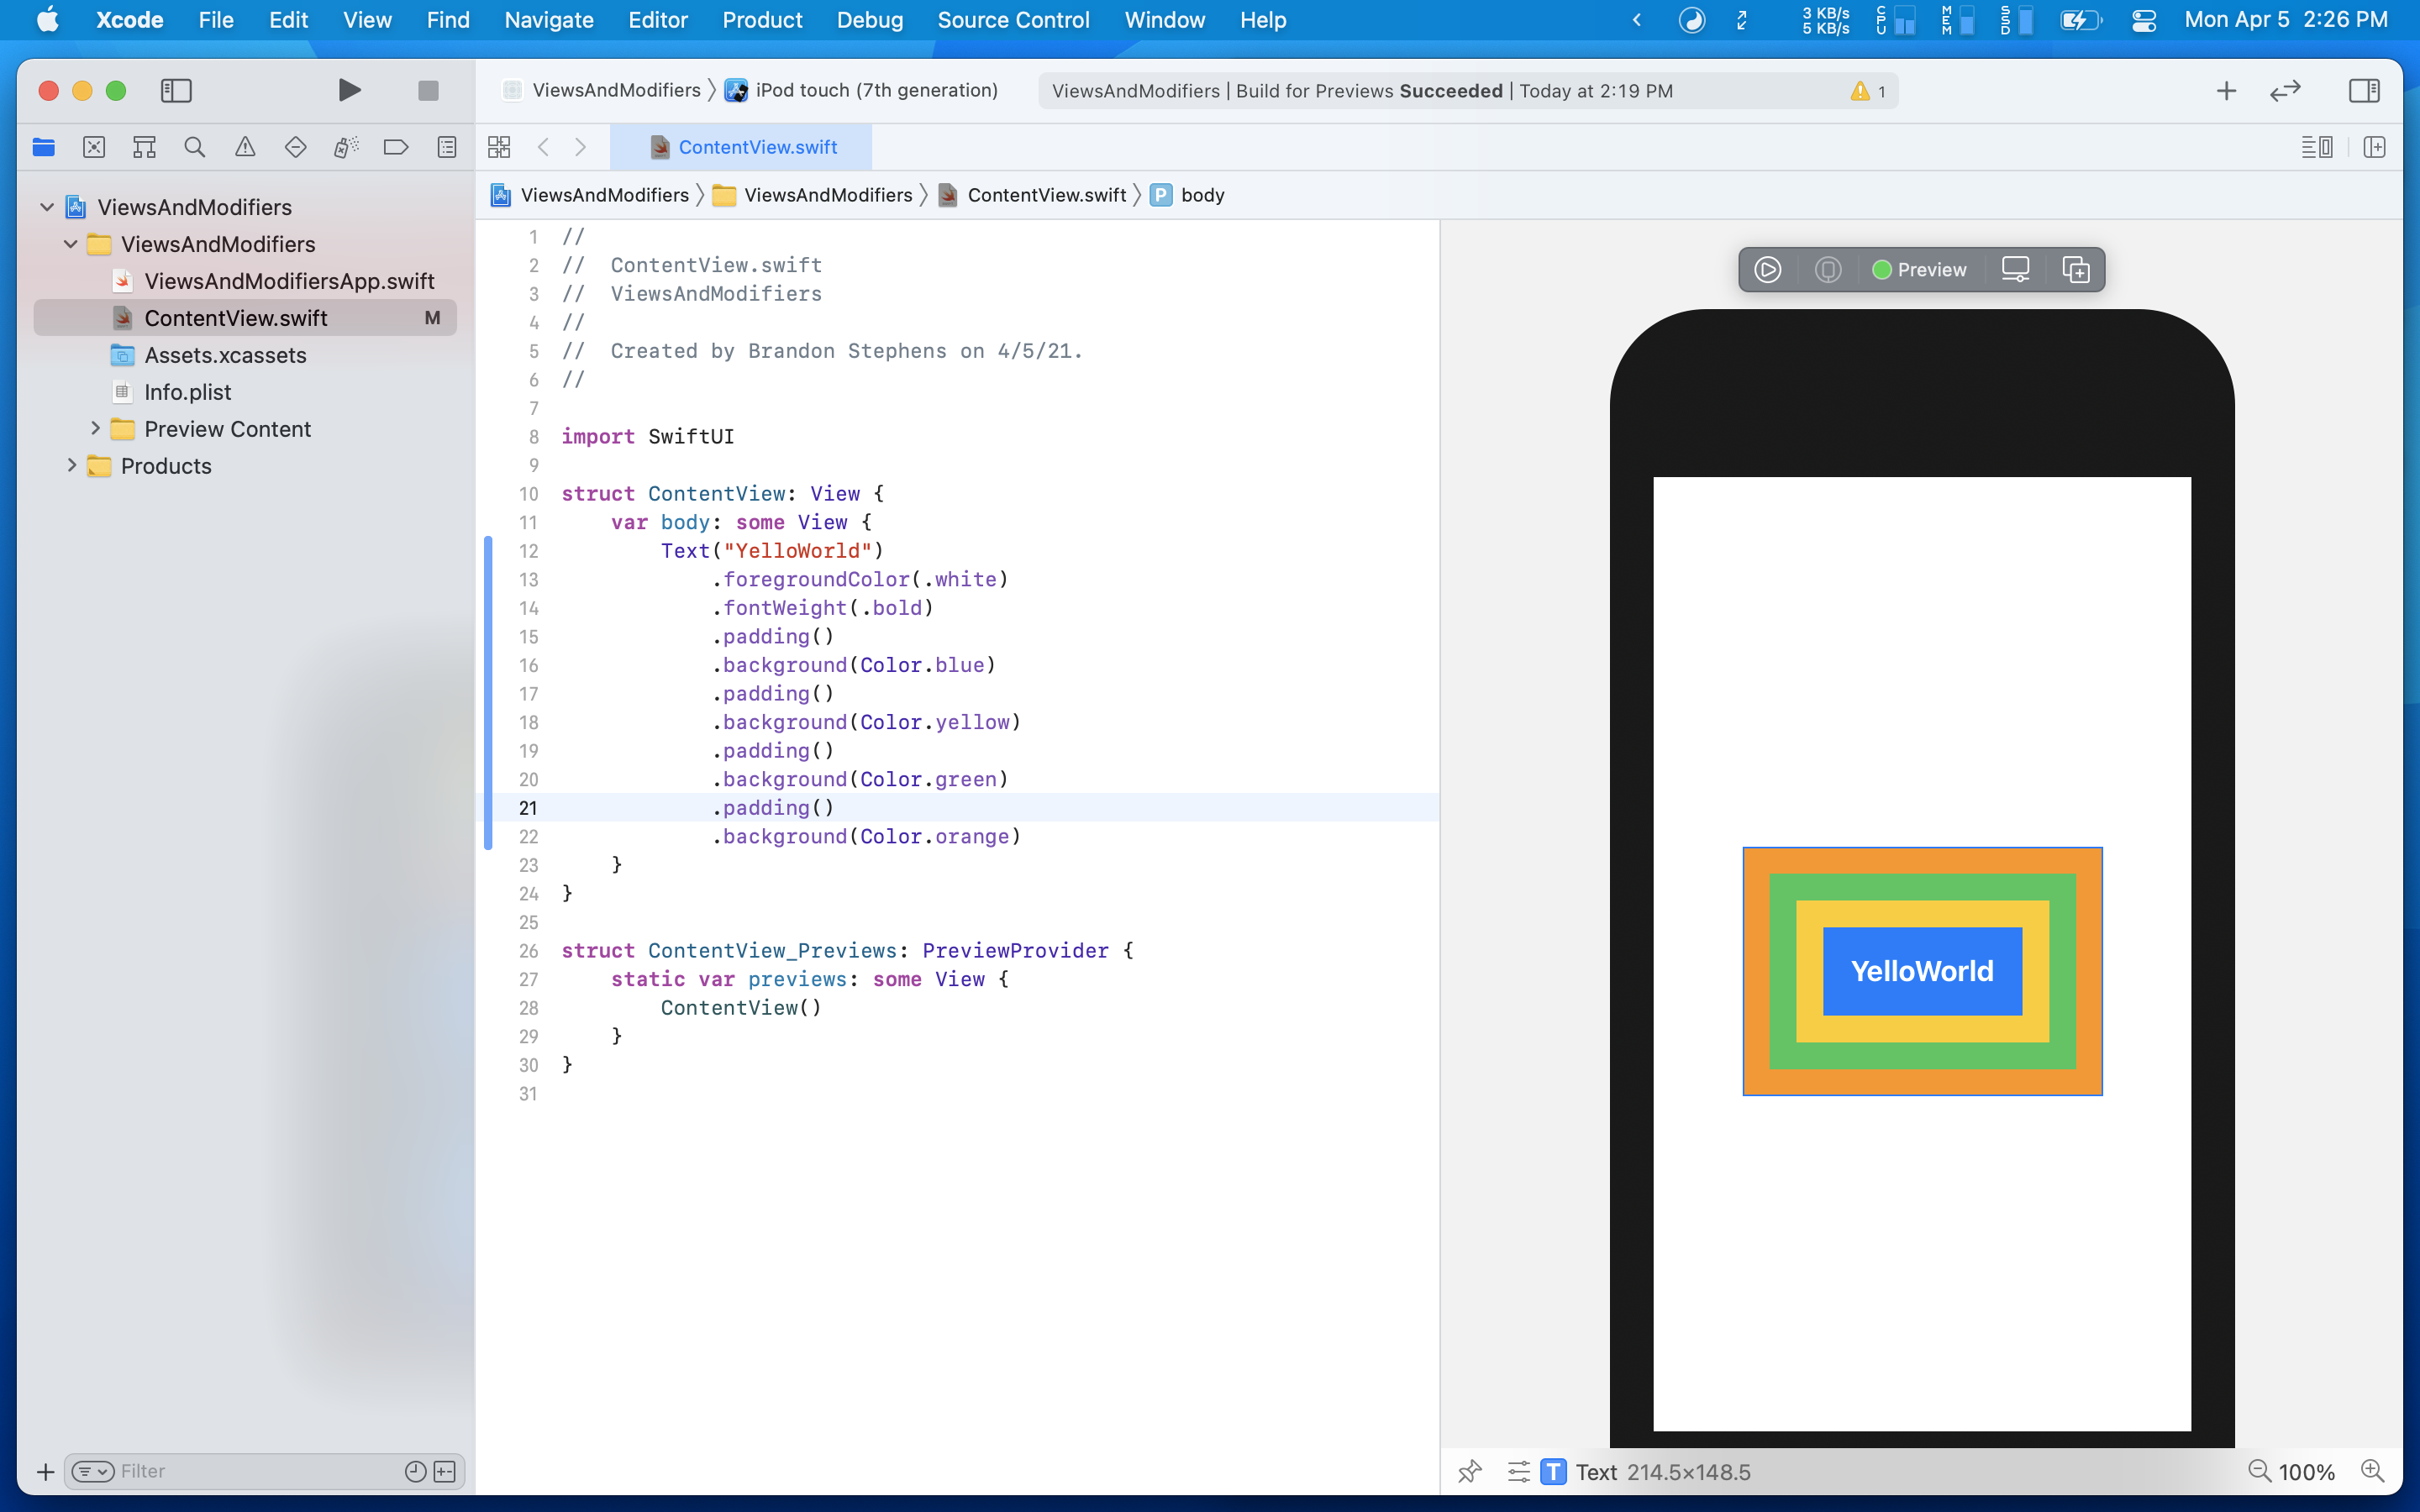 Xcode File Edit View Find Navigate Editor Product Debug Source Control Window Help 3 KB/s 5 KB/s CPU MEM SSD Mon Apr 5 2:26 PM
ViewsAndModifiers iPod touch (7th generation) ViewsAndModifiers | Build for Previews Succeeded | Today at 2:19 PM 1
ContentView.swift
ViewsAndModifiers ViewsAndModifiers ContentView.swift P body
ViewsAndModifiers
ViewsAndModifiers
ViewsAndModifiersApp.swift
ContentView.swift M
Assets.xcassets
Info.plist
Preview Content
Products
Filter
1 //
2 //  ContentView.swift
3 //  ViewsAndModifiers
4 //
5 //  Created by Brandon Stephens on 4/5/21.
6 //
7
8 import SwiftUI
9
10 struct ContentView: View {
11     var body: some View {
12         Text("YelloWorld")
13             .foregroundColor(.white)
14             .fontWeight(.bold)
15             .padding()
16             .background(Color.blue)
17             .padding()
18             .background(Color.yellow)
19             .padding()
20             .background(Color.green)
21             .padding()
22             .background(Color.orange)
23     }
24 }
25
26 struct ContentView_Previews: PreviewProvider {
27     static var previews: some View {
28         ContentView()
29     }
30 }
31
Preview
YelloWorld
T Text 214.5×148.5 100%